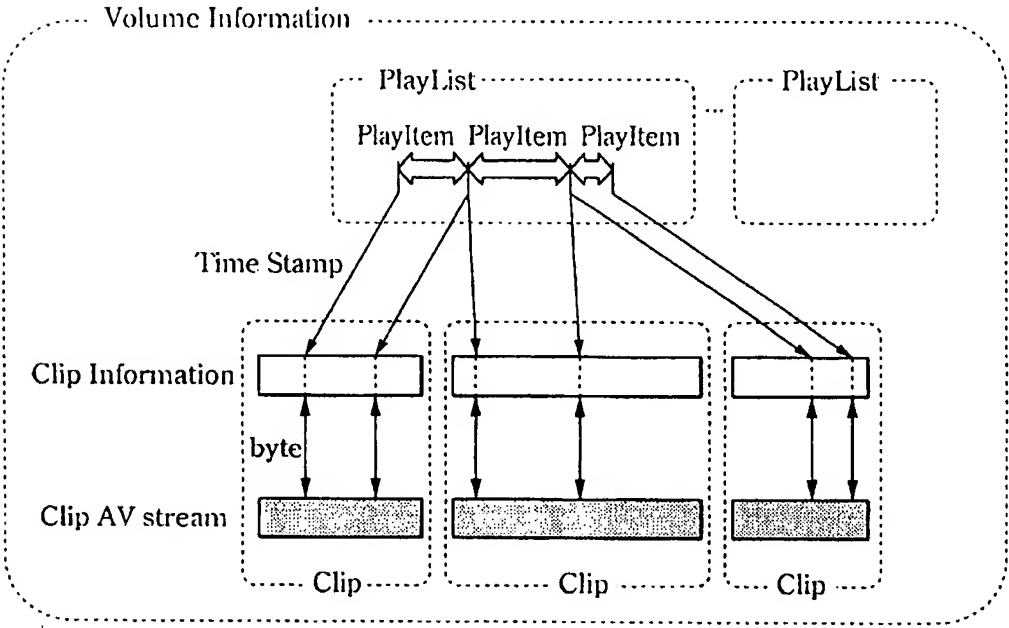 Volume Information
PlayList
PlayList
...
PlayItem PlayItem PlayItem
Time Stamp
Clip Information
byte
Clip AV stream
Clip
Clip
Clip